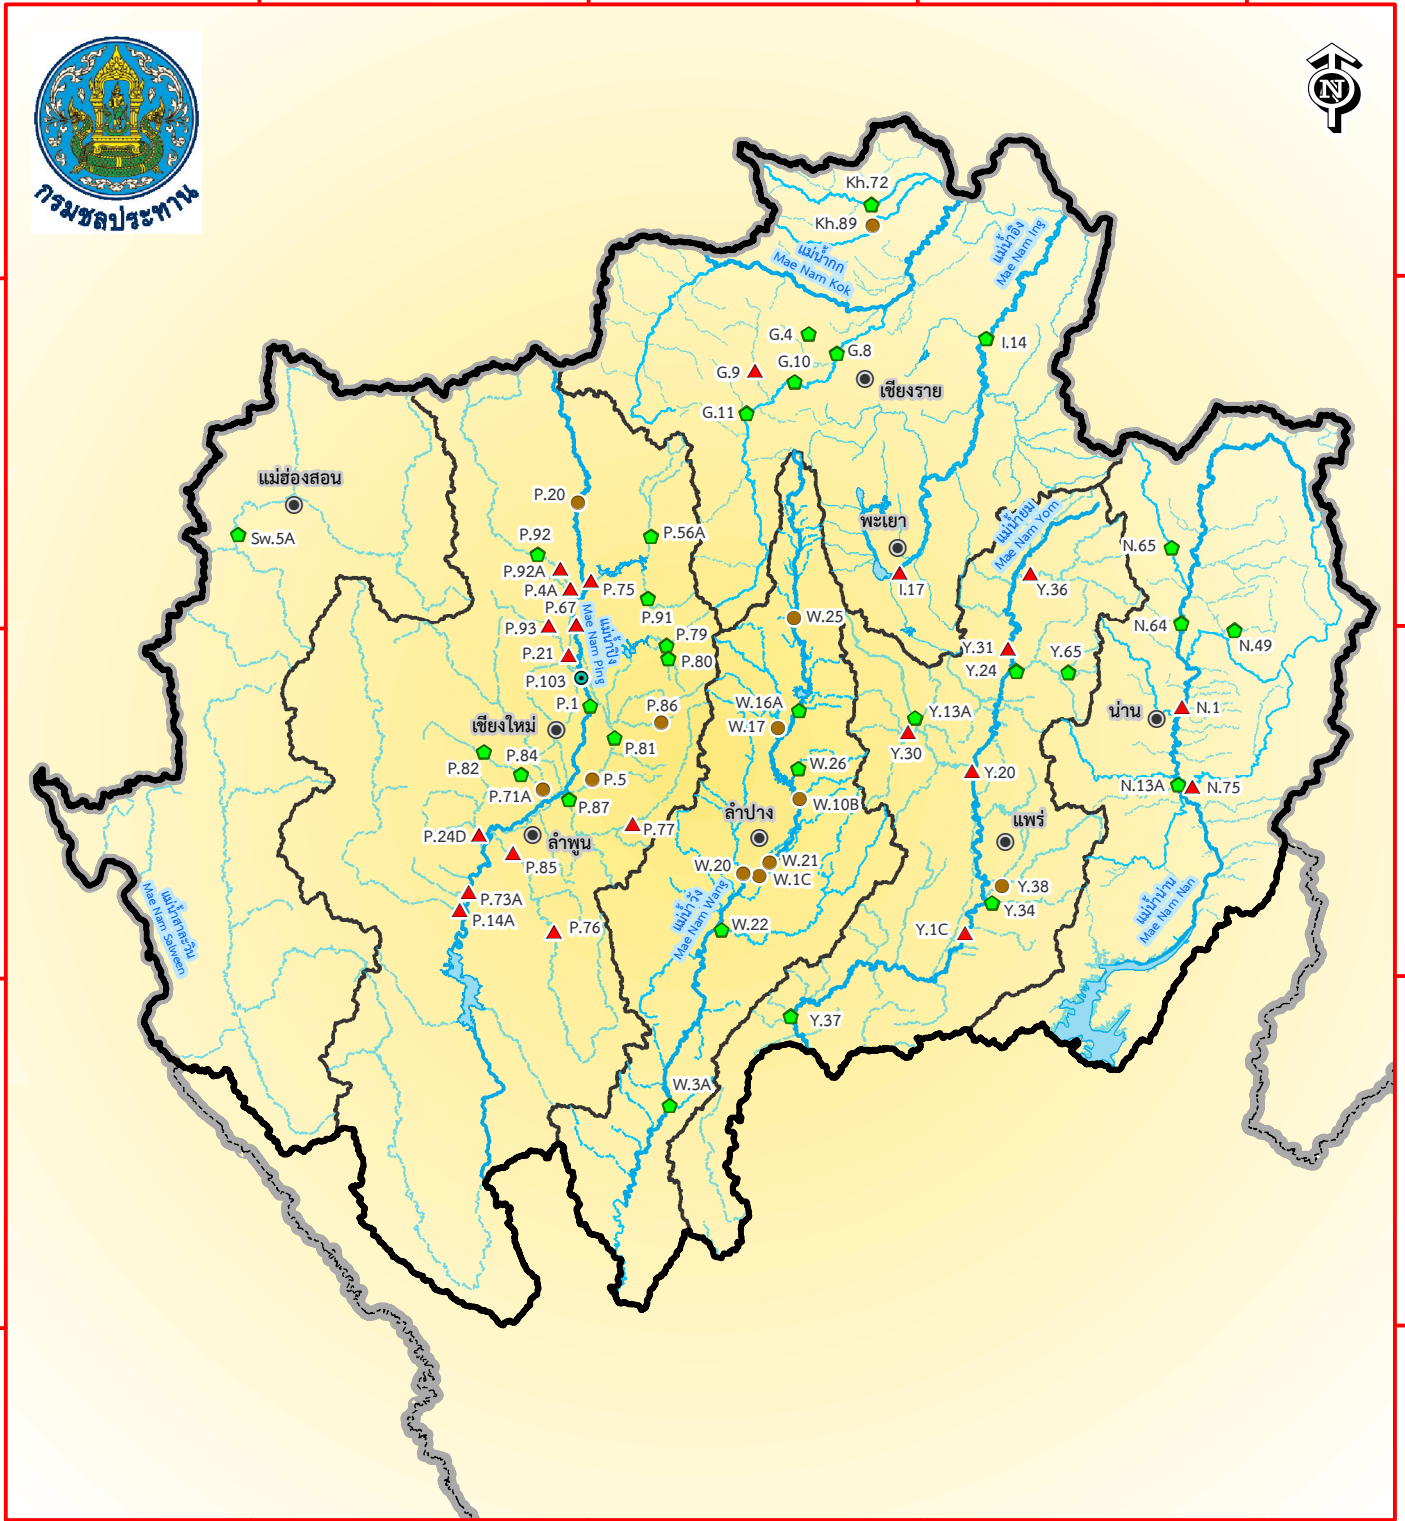 กรมชลประทาน
N
Kh.72
Kh.89
แม่น้ำกก
Mae Nam Kok
แม่น้ำอิง
Mae Nam Ing
G.4
G.8
I.14
G.10
G.9
เชียงราย
G.11
แม่ฮ่องสอน
P.20
Sw.5A
P.92
P.56A
พะเยา
แม่น้ำยม
Mae Nam Yom
N.65
P.92A
P.4A
P.75
I.17
Y.36
P.67
P.91
W.25
N.64
N.49
P.93
แม่น้ำปิง
Mae Nam Ping
P.79
P.21
P.80
Y.31
Y.65
Y.24
P.103
P.1
P.86
W.16A
Y.13A
น่าน
N.1
เชียงใหม่
W.17
Y.30
P.84
P.81
P.82
W.26
Y.20
P.5
N.13A
N.75
P.71A
P.87
W.10B
ลำปาง
แพร่
P.24D
ลำพูน
P.77
P.85
W.21
W.20
W.1C
Y.38
P.73A
Y.34
P.14A
P.76
W.22
Y.1C
แม่น้ำสาละวิน
Mae Nam Salween
แม่น้ำวัง
Mae Nam Wang
แม่น้ำน่าน
Mae Nam Nan
Y.37
W.3A